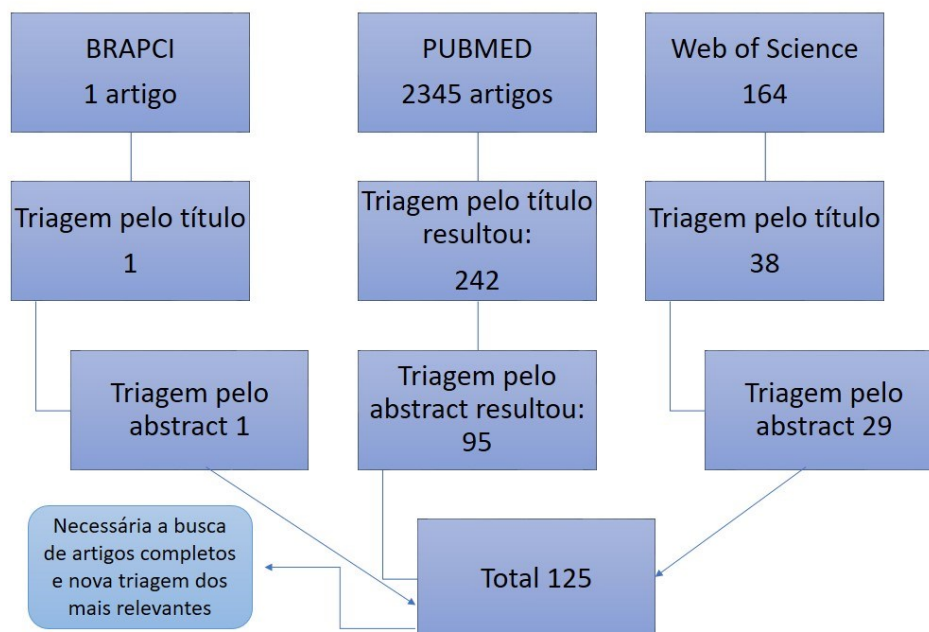 BRAPCI
1 artigo
PUBMED
2345 artigos
Web of Science
164
Triagem pelo título
1
Triagem pelo título
resultou:
242
Triagem pelo título
38
Triagem pelo
abstract 1
Triagem pelo
abstract resultou:
95
Triagem pelo
abstract 29
Necessária a busca
de artigos completos
e nova triagem dos
mais relevantes
Total 125